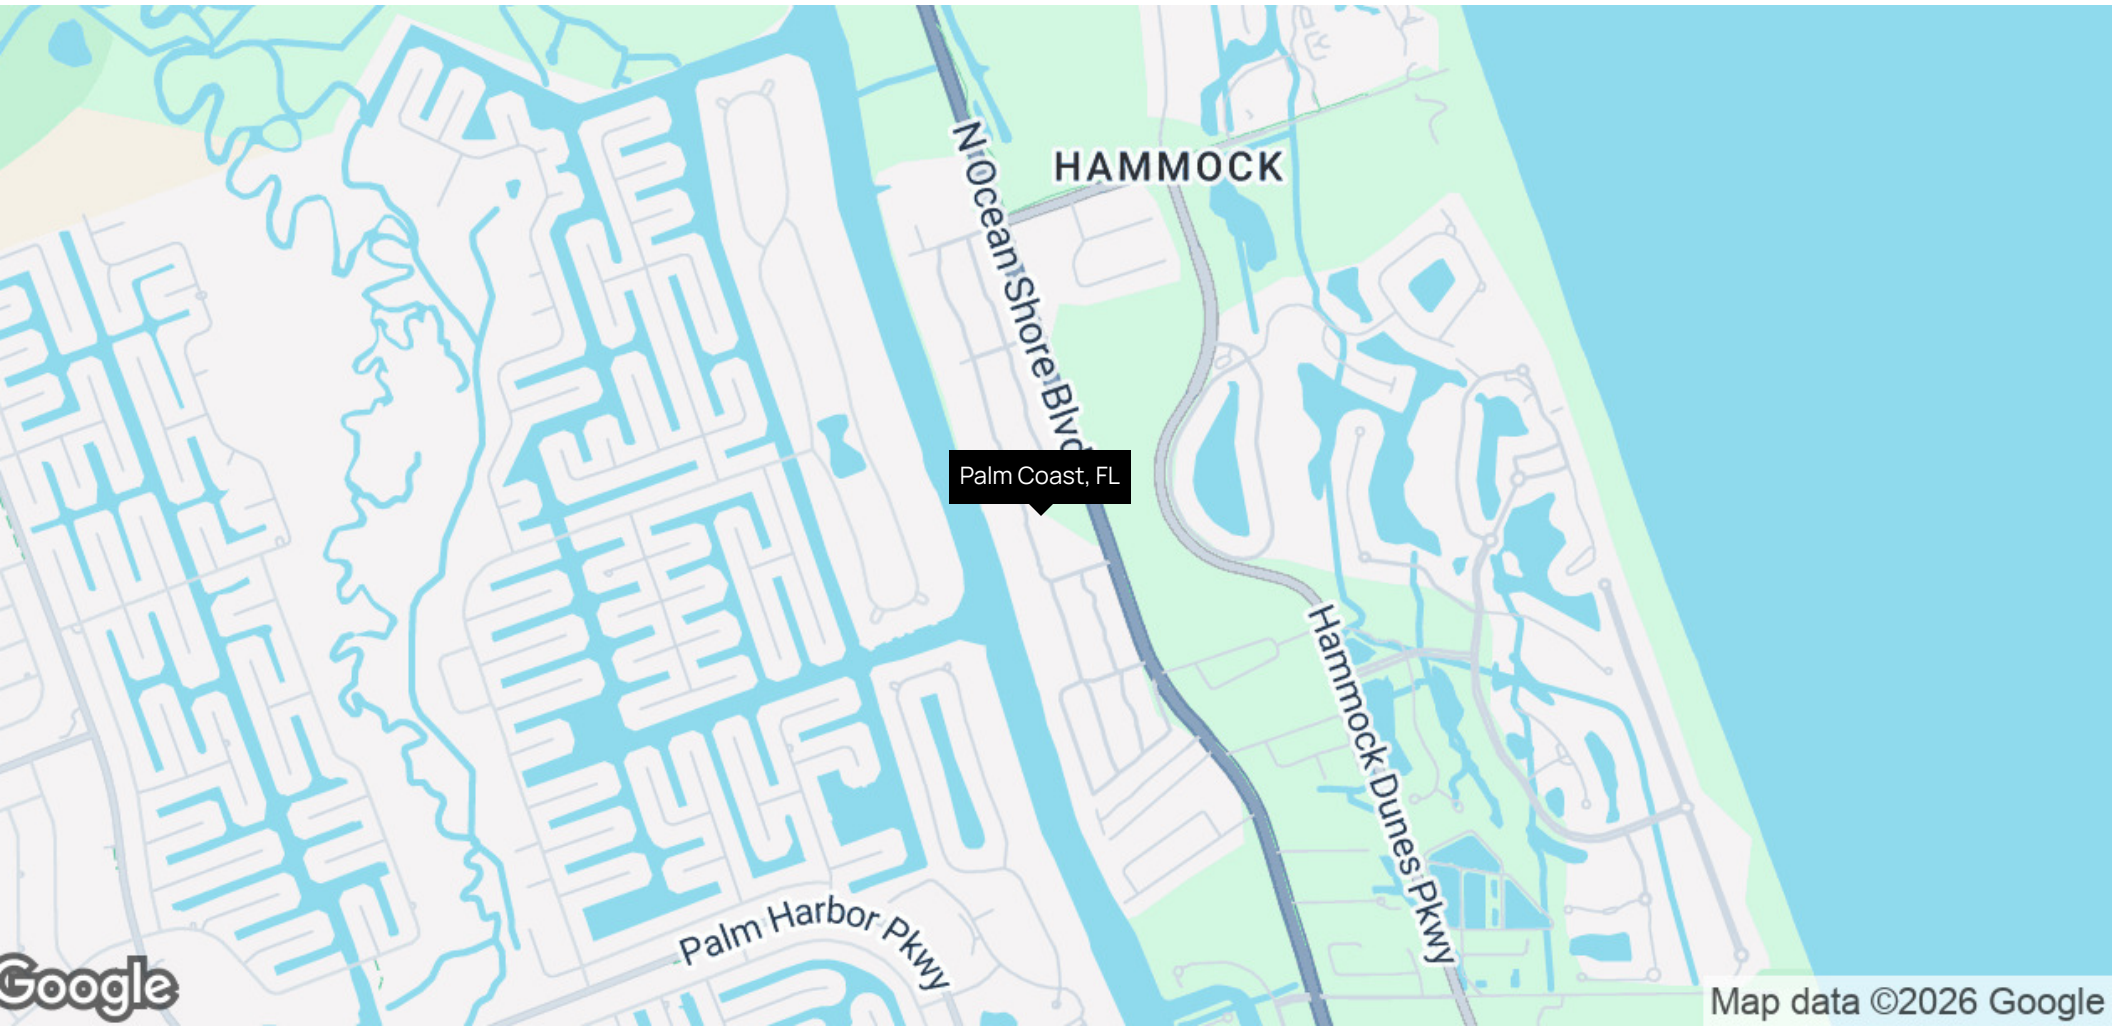 HAMMOCK
N Ocean Shore Blvd
Palm Coast, FL
Hammock Dunes Pkwy
Palm Harbor Pkwy
Google
Map data ©2026 Google